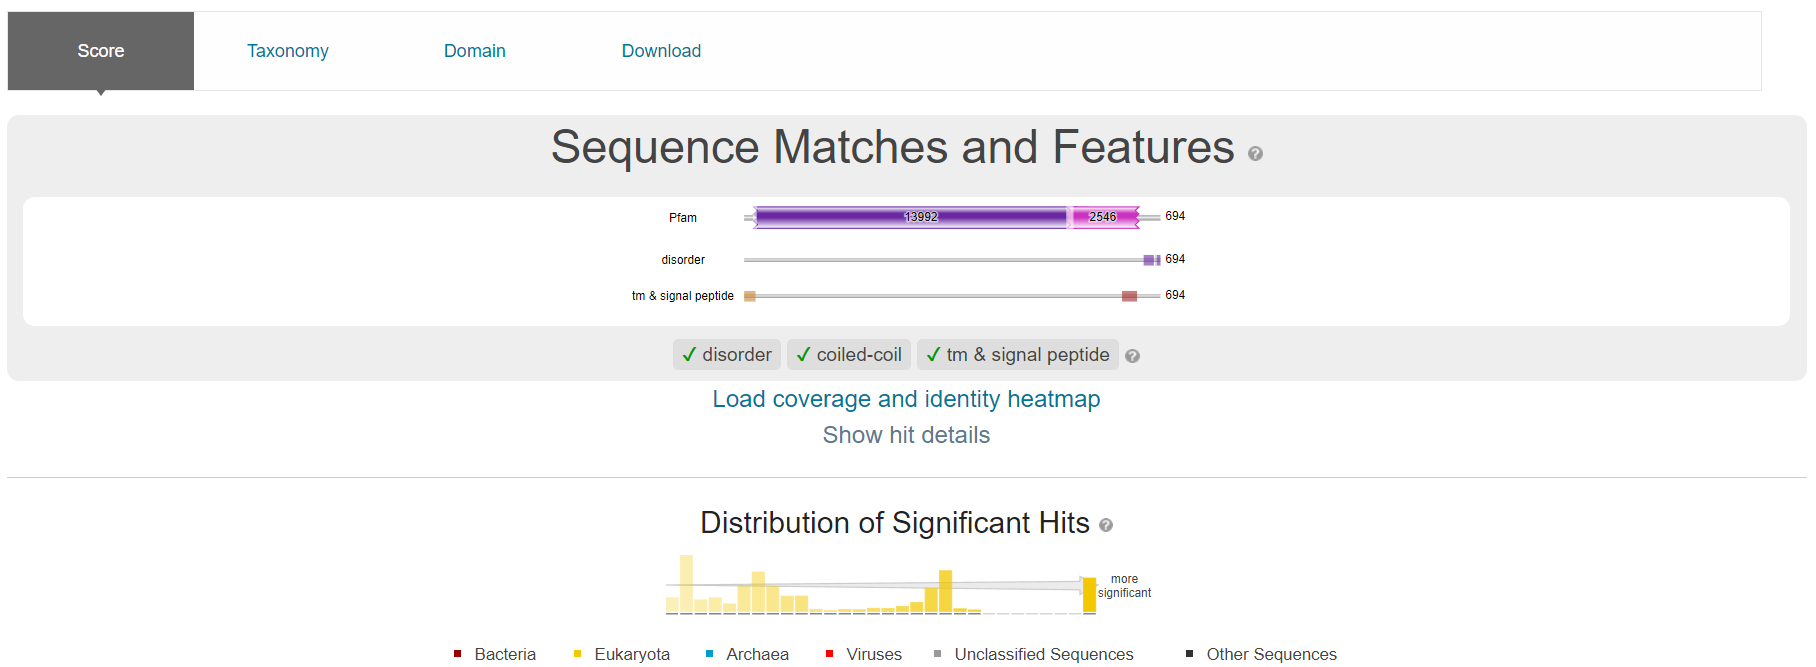 Score Taxonomy Domain Download
Sequence Matches and Features ?
Pfam 13992 2546 694
disorder 694
tm & signal peptide 694
✓ disorder ✓ coiled-coil ✓ tm & signal peptide ?
Load coverage and identity heatmap
Show hit details
Distribution of Significant Hits ?
more
significant
Bacteria Eukaryota Archaea Viruses Unclassified Sequences Other Sequences